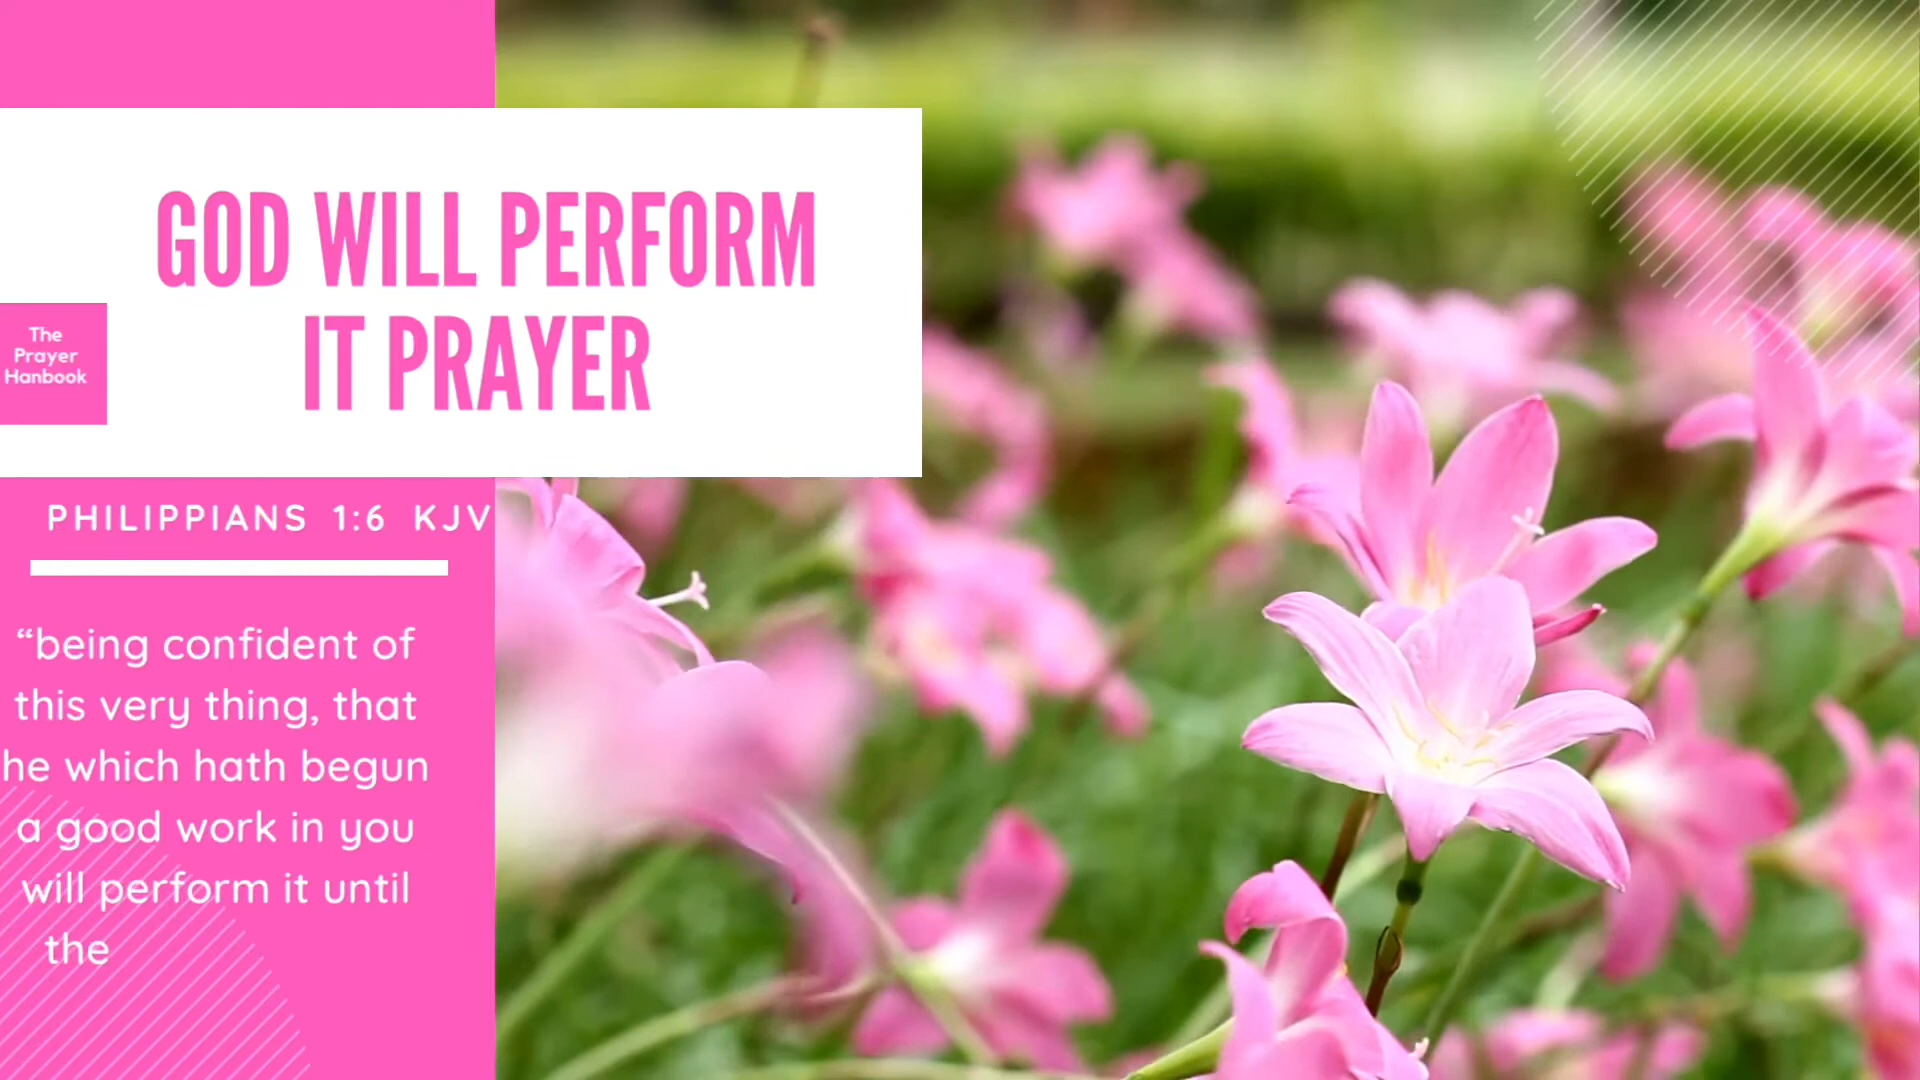 GOD WILL PERFORM
IT PRAYER
The
Prayer
Hanbook
PHILIPPIANS 1:6 KJV
“being confident of
this very thing, that
he which hath begun
a good work in you
will perform it until
the